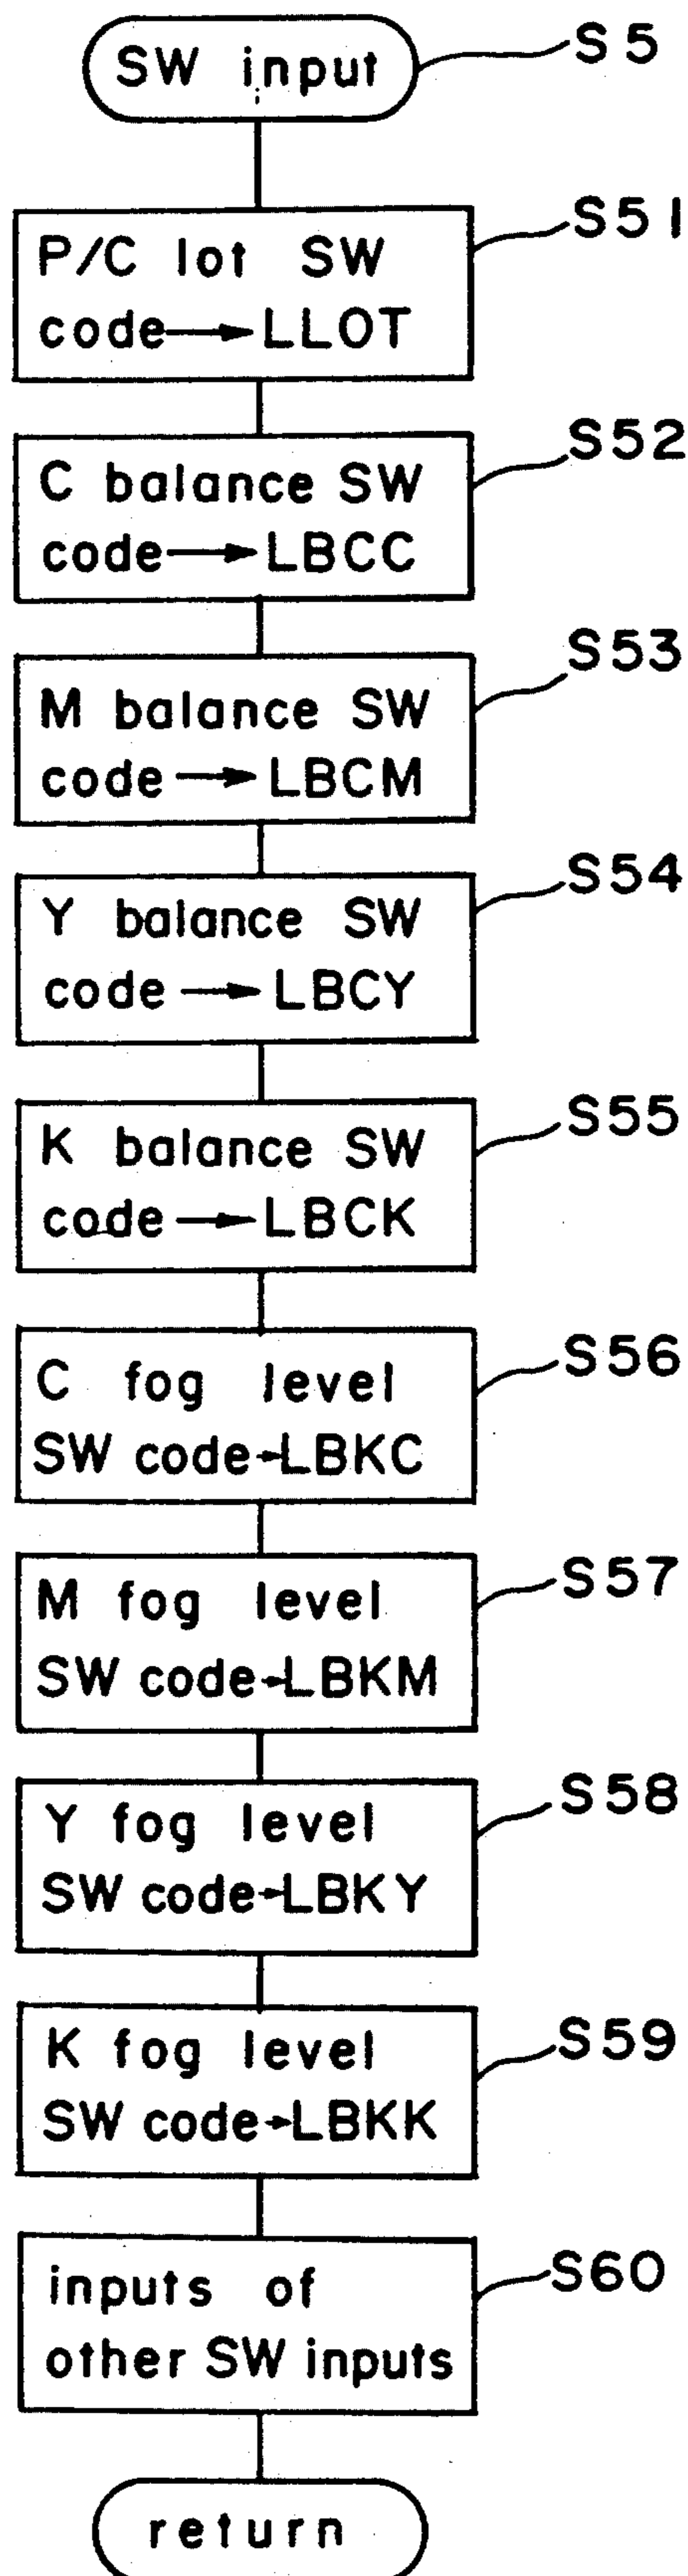 SW input S5
P/C lot SW S51
code→LLOT
C balance SW S52
code→LBCC
M balance SW S53
code→LBCM
Y balance SW S54
code→LBCY
K balance SW S55
code→LBCK
C fog level S56
SW code→LBKC
M fog level S57
SW code→LBKM
Y fog level S58
SW code→LBKY
K fog level S59
SW code→LBKK
inputs of S60
other SW inputs
return